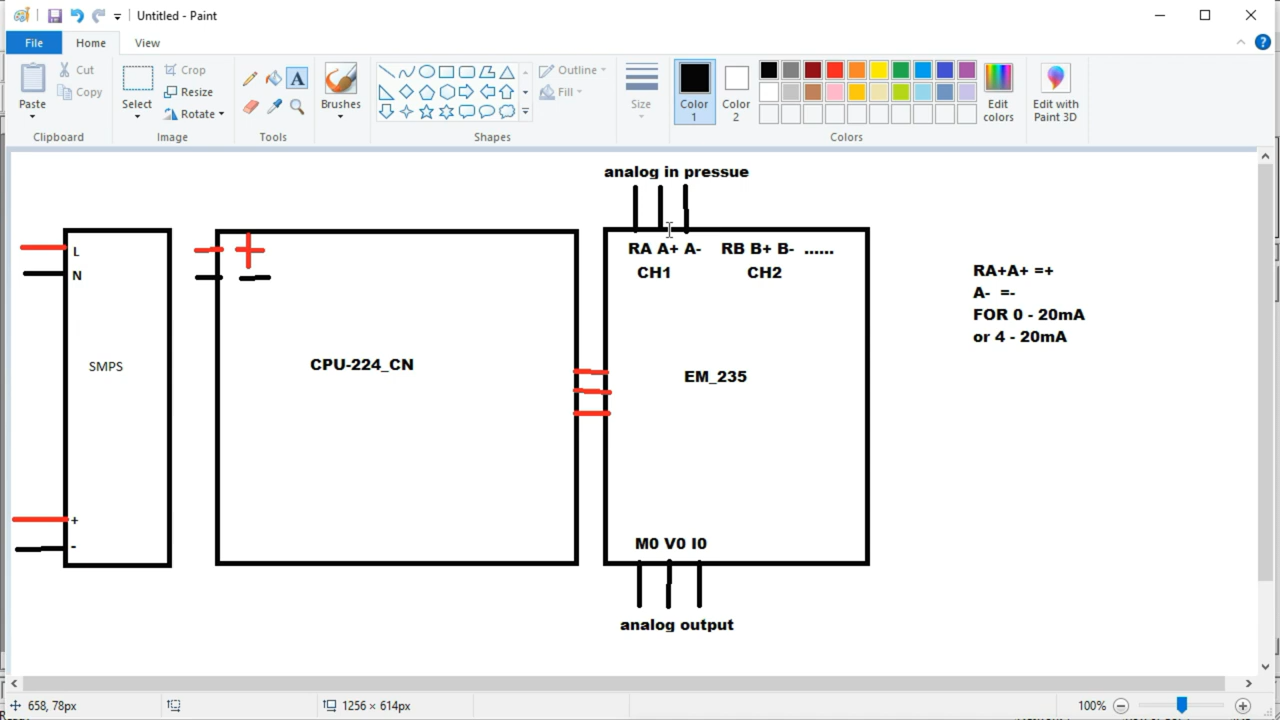 Untitled - Paint
File Home View
Paste
Cut
Copy
Clipboard
Select
Crop
Resize
Rotate
Image
A
Tools
Brushes
Outline
Fill
Shapes
Size
Color
1
Color
2
Edit
colors
Colors
Edit with
Paint 3D
?
analog in pressue
L
N
SMPS
+
-
+
-
CPU-224_CN
RA A+ A- RB B+ B- ......
CH1 CH2
EM_235
M0 V0 I0
analog output
RA+A+ =+
A- =-
FOR 0 - 20mA
or 4 - 20mA
658, 78px
1256 × 614px
100%